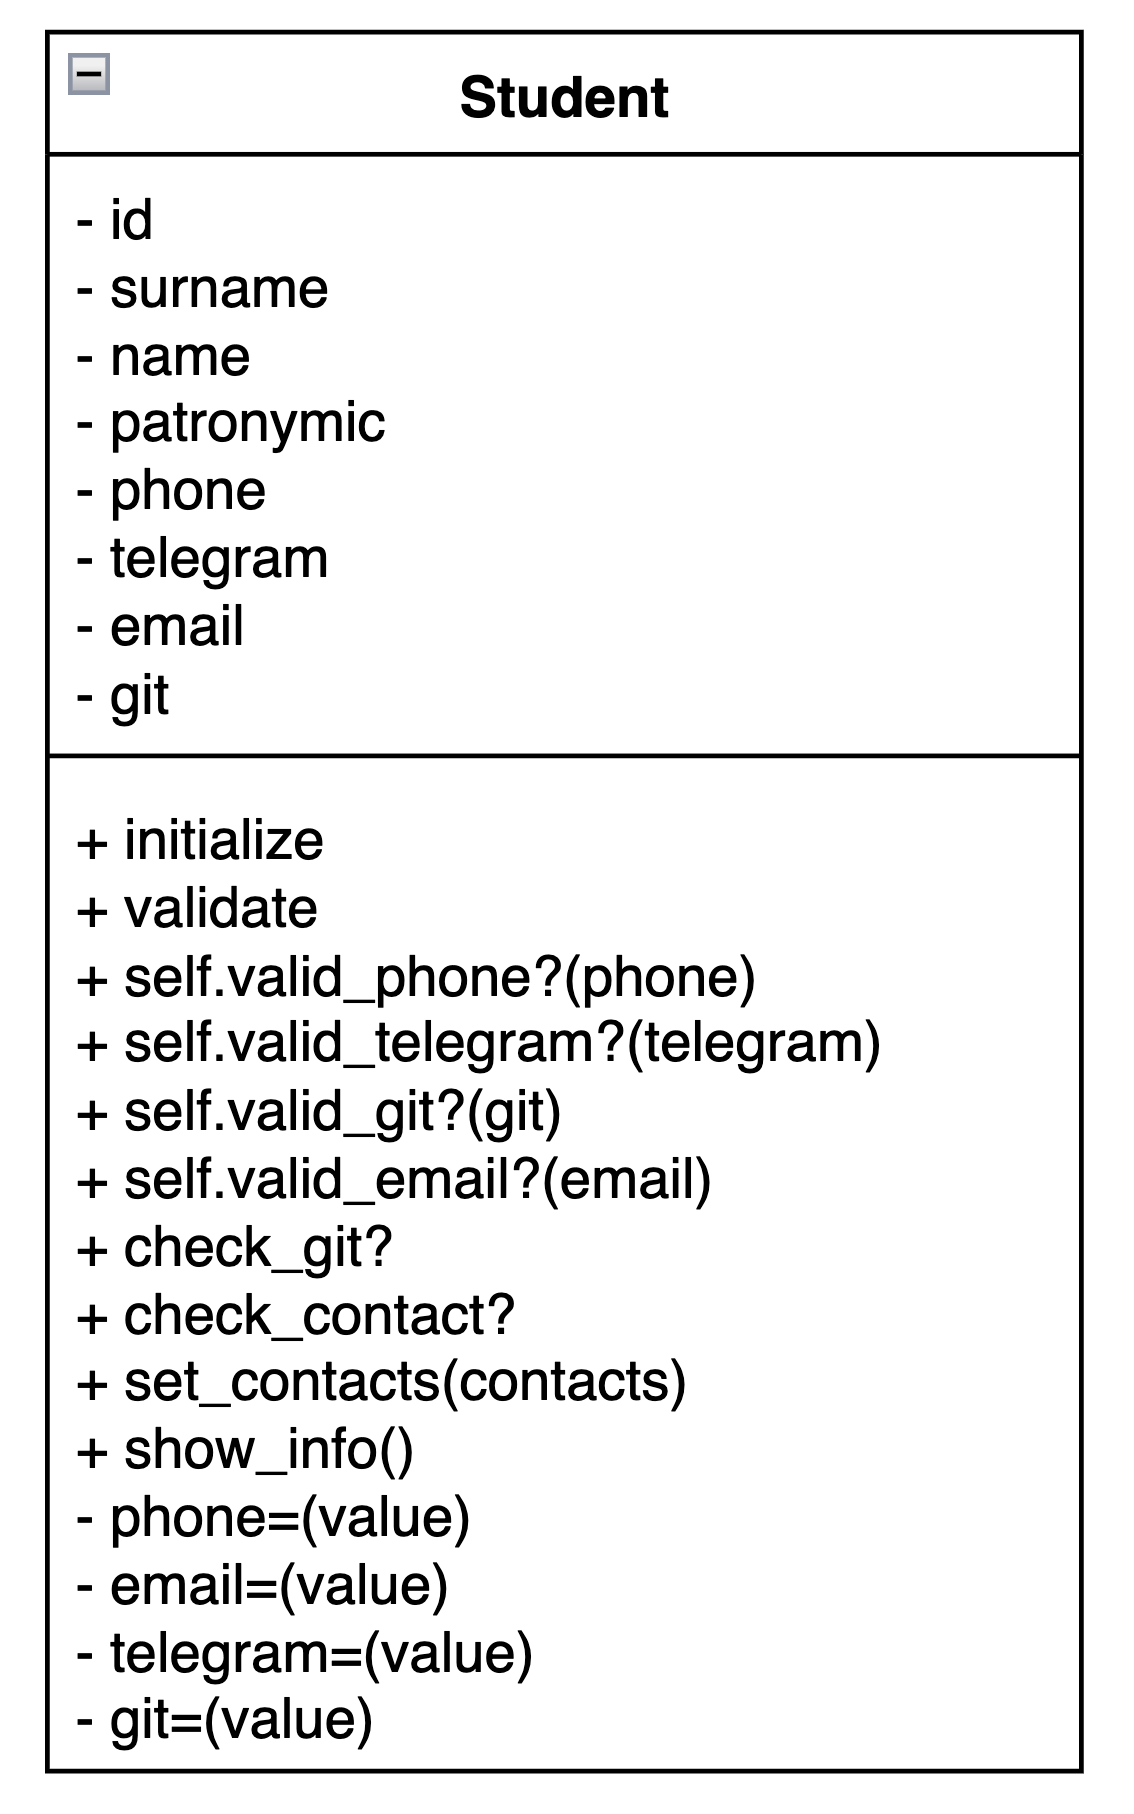 Student
- id
- surname
- name
- patronymic
- phone
- telegram
- email
- git
+ initialize
+ validate
+ self.valid_phone?(phone)
+ self.valid_telegram?(telegram)
+ self.valid_git?(git)
+ self.valid_email?(email)
+ check_git?
+ check_contact?
+ set_contacts(contacts)
+ show_info()
- phone=(value)
- email=(value)
- telegram=(value)
- git=(value)